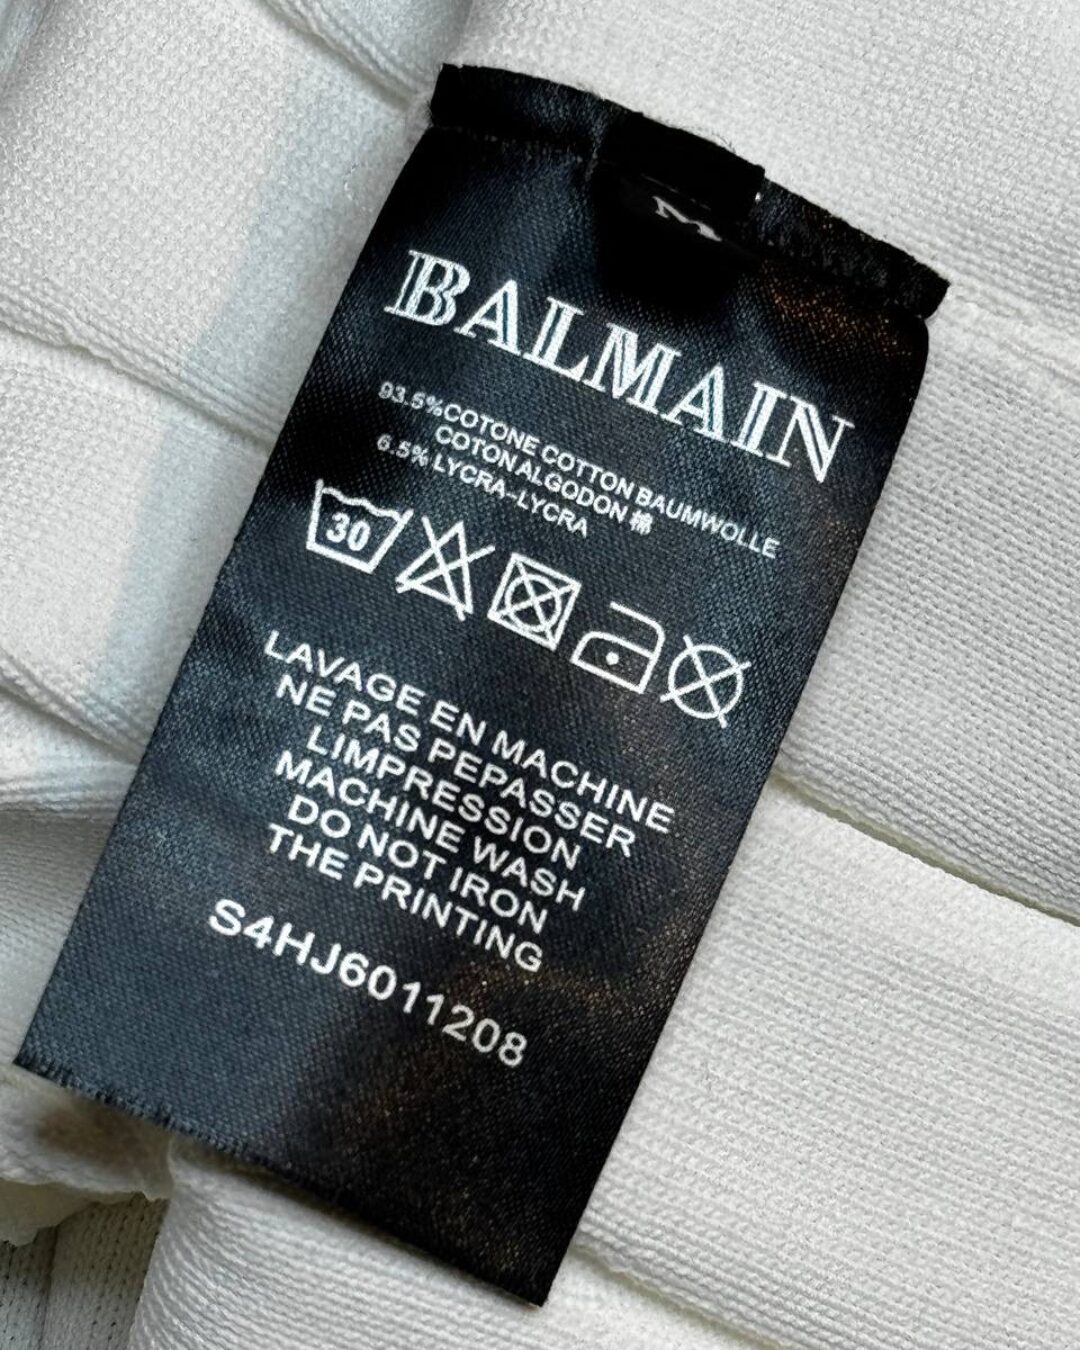 M
BALMAIN
93.5%COTONE COTTON BAUMWOLLE
COTON ALGODON 棉
6.5% LYCRA-LYCRA
30
LAVAGE EN MACHINE
NE PAS PEPASSER
LIMPRESSION
MACHINE WASH
DO NOT IRON
THE PRINTING
S4HJ6011208